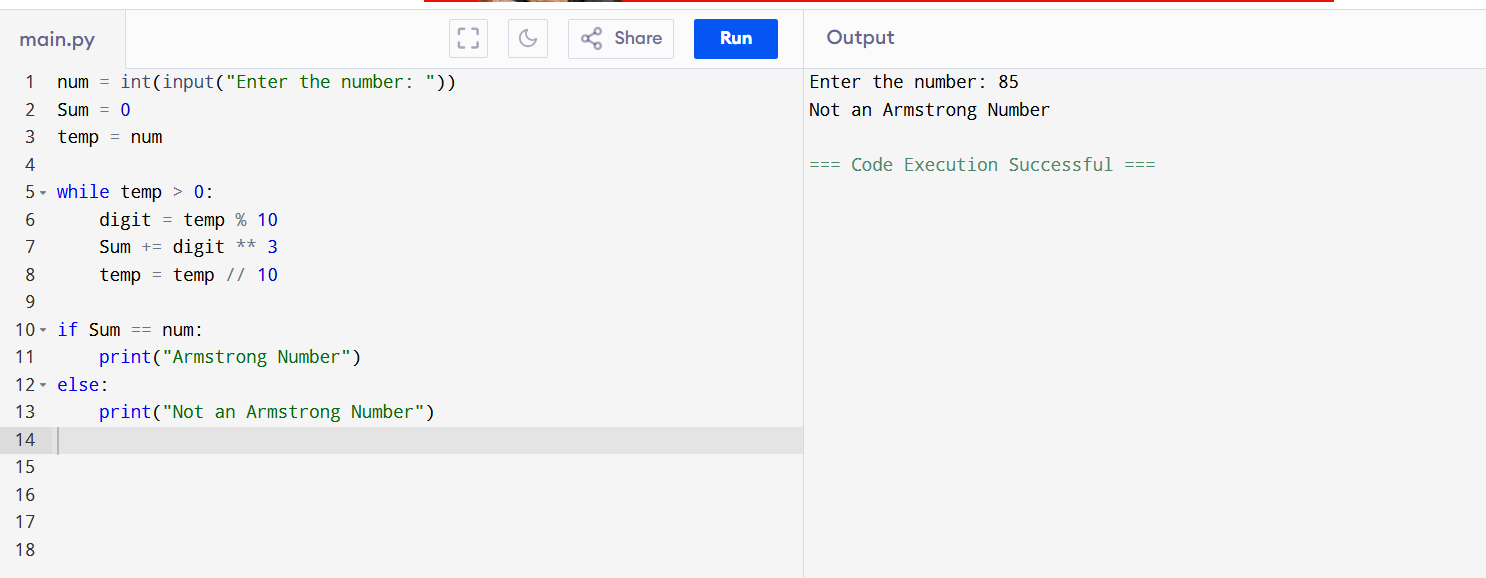 main.py
Share
Run
Output
1 num = int(input("Enter the number: "))
2 Sum = 0
3 temp = num
4
5 while temp > 0:
6     digit = temp % 10
7     Sum += digit ** 3
8     temp = temp // 10
9
10 if Sum == num:
11     print("Armstrong Number")
12 else:
13     print("Not an Armstrong Number")
14
15
16
17
18
Enter the number: 85
Not an Armstrong Number
=== Code Execution Successful ===